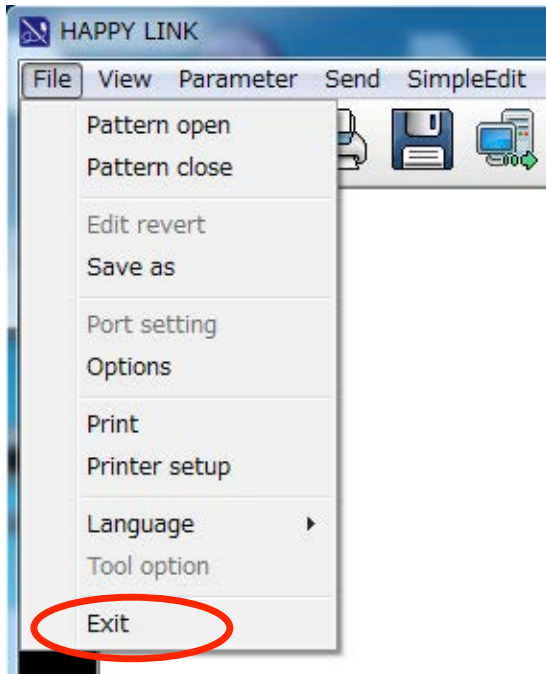 HAPPY LINK
File View Parameter Send SimpleEdit
Pattern open
Pattern close
Edit revert
Save as
Port setting
Options
Print
Printer setup
Language
Tool option
Exit